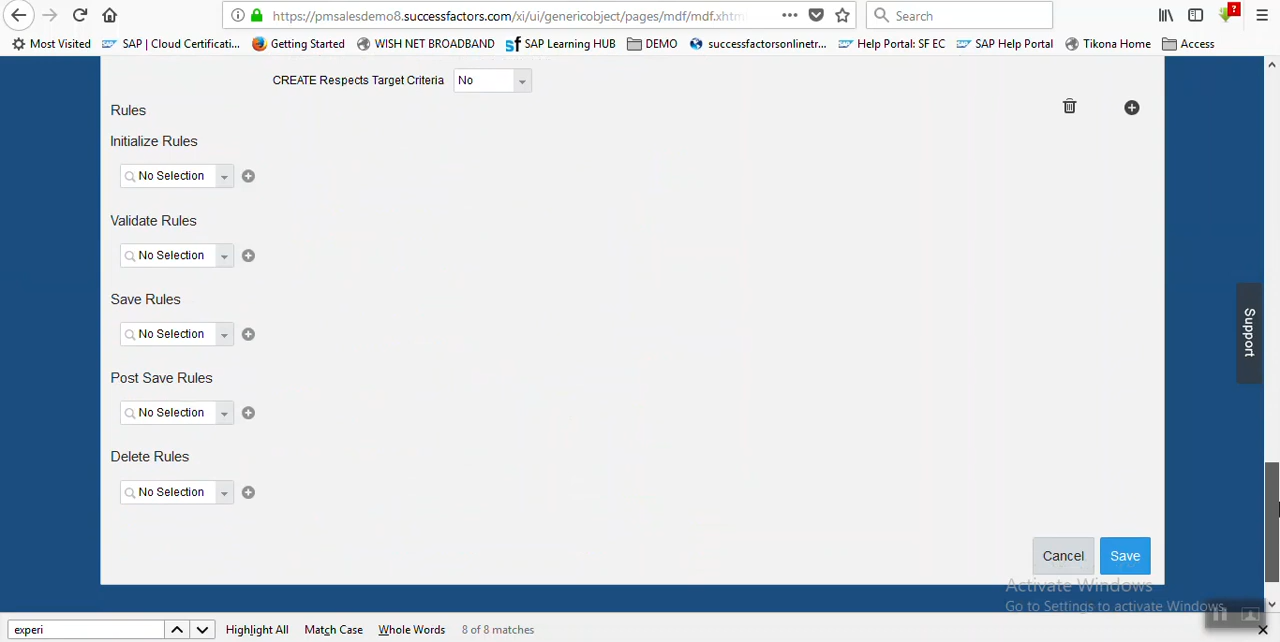 https://pmsalesdemo8.successfactors.com/xi/ui/genericobject/pages/mdf/mdf.xhtm
Search
?
Most Visited
SAP | Cloud Certificati...
Getting Started
WISH NET BROADBAND
SAP Learning HUB
DEMO
successfactorsonlinetr...
Help Portal: SF EC
SAP Help Portal
Tikona Home
Access
CREATE Respects Target Criteria No
Rules
Initialize Rules
No Selection
Validate Rules
No Selection
Save Rules
No Selection
Post Save Rules
No Selection
Delete Rules
No Selection
Support
Cancel Save
Activate Windows
Go to Settings to activate Windows.
experi Highlight All Match Case Whole Words 8 of 8 matches